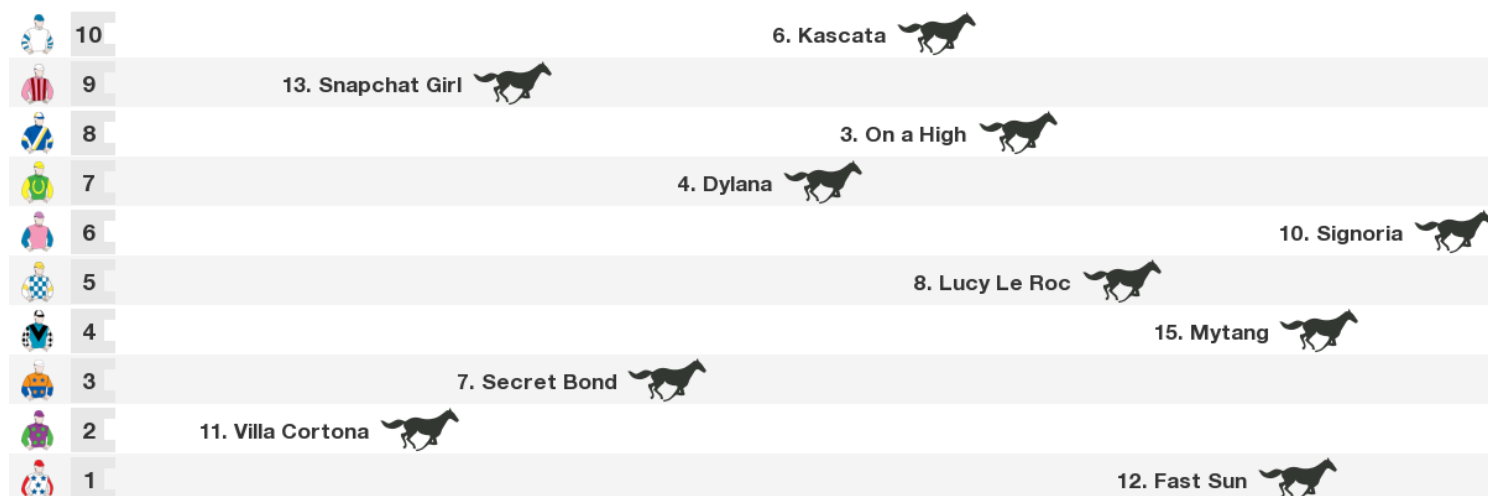 10 6. Kascata
9 13. Snapchat Girl
8 3. On a High
7 4. Dylana
6 10. Signoria
5 8. Lucy Le Roc
4 15. Mytang
3 7. Secret Bond
2 11. Villa Cortona
1 12. Fast Sun